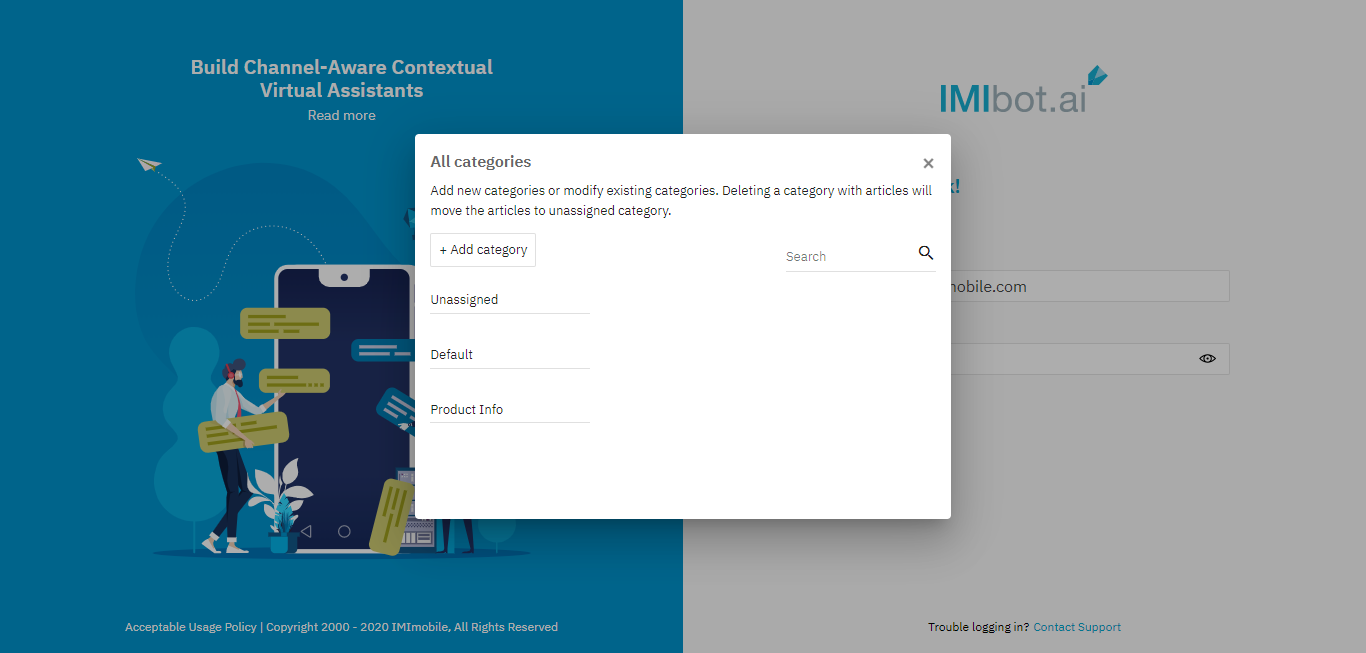 Build Channel-Aware Contextual
Virtual Assistants
Read more
IMIbot.ai
All categories
Add new categories or modify existing categories. Deleting a category with articles will
move the articles to unassigned category.
+ Add category
Search
Unassigned
Default
Product Info
Acceptable Usage Policy | Copyright 2000 - 2020 IMImobile, All Rights Reserved
Trouble logging in? Contact Support